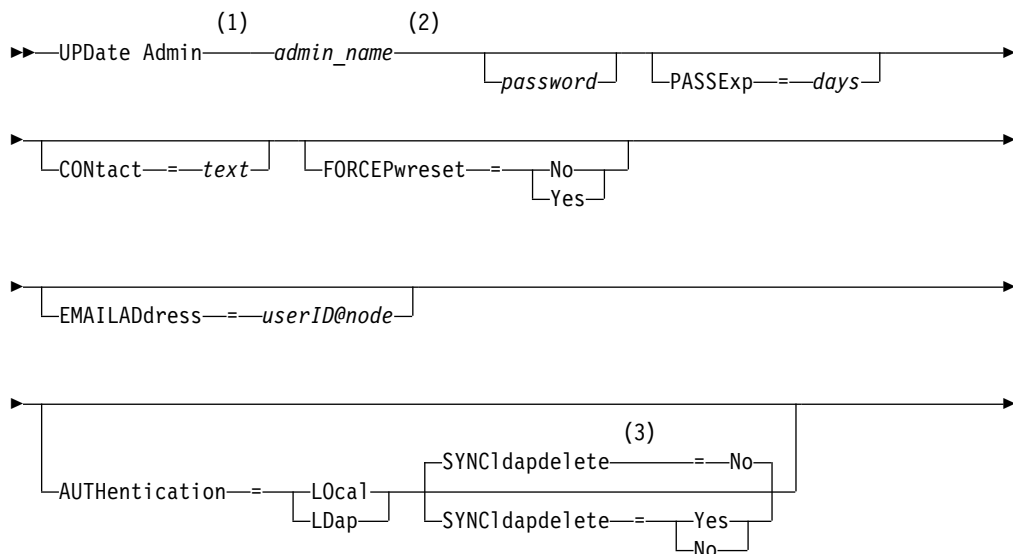 (1) (2)
UPDate Admin admin_name
password PASSExp = days
CONtact = text FORCEPwreset = No
Yes
EMAILADdress = userID@node
(3)
SYNCldapdelete = No
AUTHentication = LOcal
LDap SYNCldapdelete = Yes
No